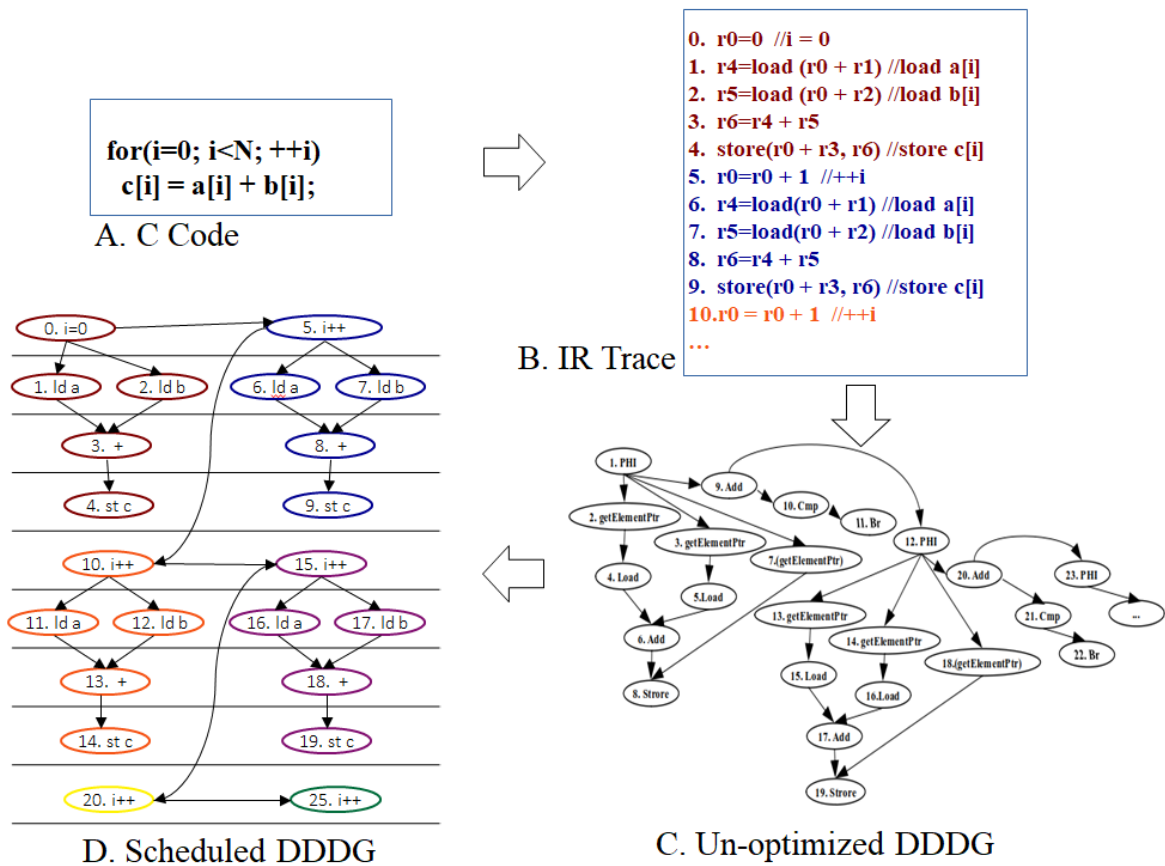 for(i=0; i<N; ++i)
c[i] = a[i] + b[i];
A. C Code
0. r0=0 //i = 0
1. r4=load (r0 + r1) //load a[i]
2. r5=load (r0 + r2) //load b[i]
3. r6=r4 + r5
4. store(r0 + r3, r6) //store c[i]
5. r0=r0 + 1 //++i
6. r4=load(r0 + r1) //load a[i]
7. r5=load(r0 + r2) //load b[i]
8. r6=r4 + r5
9. store(r0 + r3, r6) //store c[i]
10.r0 = r0 + 1 //++i
...
B. IR Trace
1. PHI
9. Add
10. Cmp
11. Br
2. getElementPtr
3. getElementPtr
7.(getElementPtr)
12. PHI
4. Load
5.Load
6. Add
8. Strore
20. Add
23. PHI
13. getElementPtr
21. Cmp
...
14. getElementPtr
22. Br
18.(getElementPtr)
15. Load
16.Load
17. Add
19. Strore
C. Un-optimized DDDG
0. i=0
5. i++
1. ld a
2. ld b
6. ld a
7. ld b
3. +
8. +
4. st c
9. st c
10. i++
15. i++
11. ld a
12. ld b
16. ld a
17. ld b
13. +
18. +
14. st c
19. st c
20. i++
25. i++
D. Scheduled DDDG